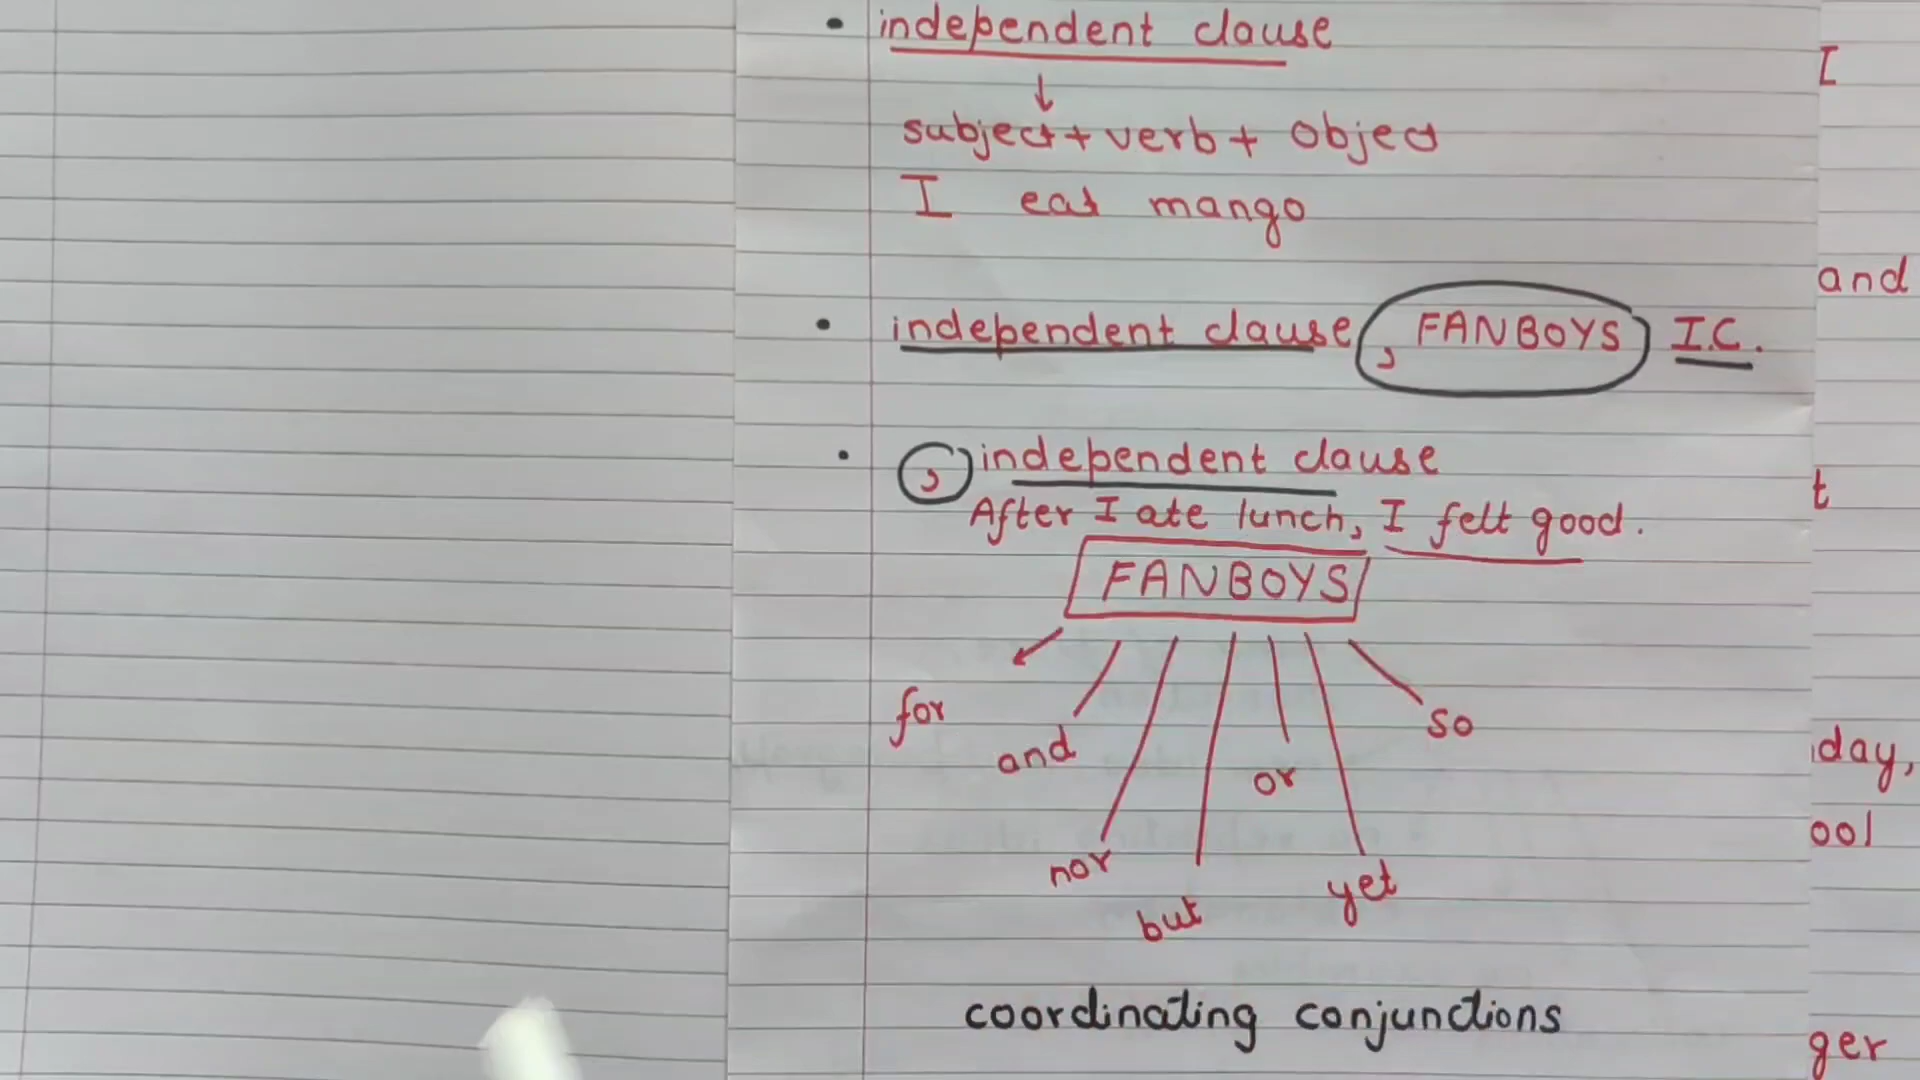 • independent clause
↓
subject + verb + object
I eat mango
• independent clause, FANBOYS I.C.
• , independent clause
After I ate lunch, I felt good.
FANBOYS
for
and
nor
but
or
yet
so
coordinating conjunctions
I
and
t
day,
ool
ger